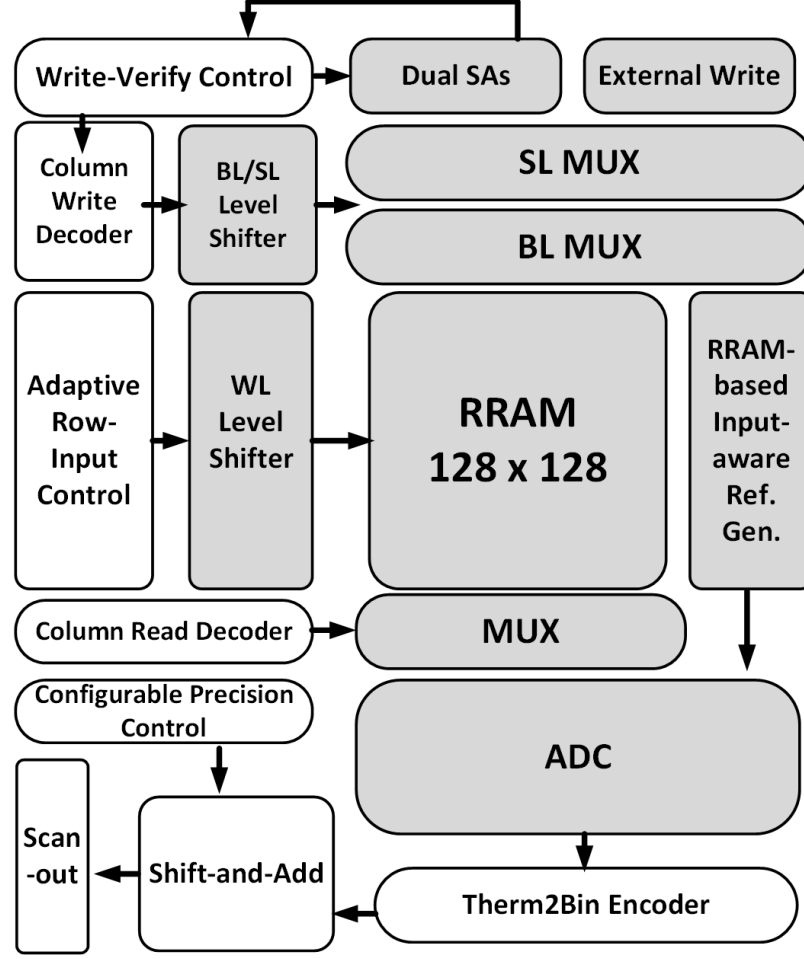 Write-Verify Control
Dual SAs
External Write
Column
Write
Decoder
BL/SL
Level
Shifter
SL MUX
BL MUX
Adaptive
Row-
Input
Control
WL
Level
Shifter
RRAM
128 x 128
RRAM-
based
Input-
aware
Ref.
Gen.
Column Read Decoder
MUX
Configurable Precision
Control
ADC
Scan
-out
Shift-and-Add
Therm2Bin Encoder